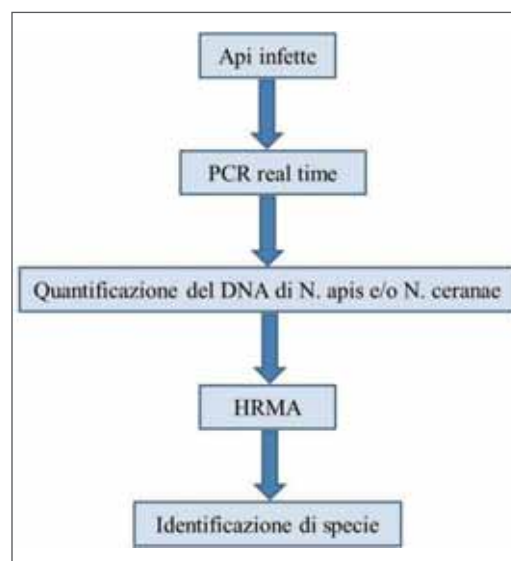 Api infette
PCR real time
Quantificazione del DNA di N. apis e/o N. ceranae
HRMA
Identificazione di specie